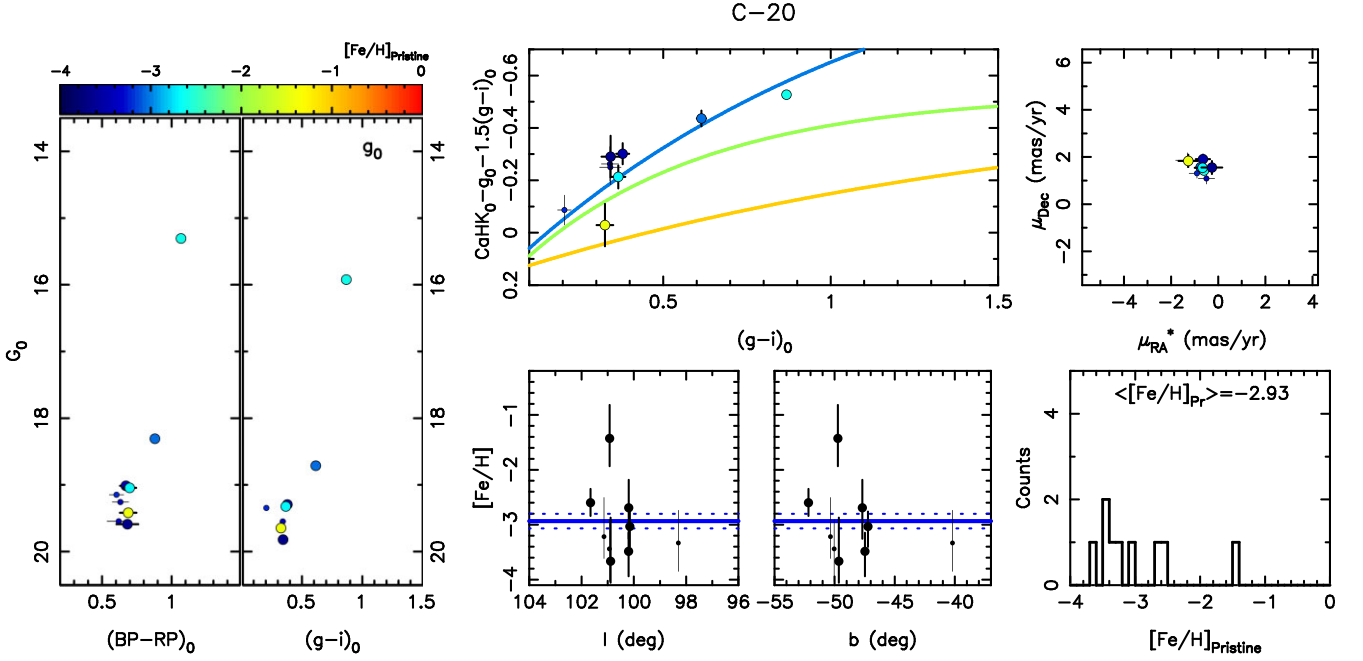 C−20
[Fe/H]Pristine
−4 −3 −2 −1 0
14 16 18 20
G0
0.5 1
(BP−RP)0
g0
14 16 18 20
0.5 1 1.5
(g−i)0
−0.6 −0.4 −0.2 0 0.2
CaHK0−g0−1.5(g−i)0
0.5 1 1.5
(g−i)0
6 4 2 0 −2
μDec (mas/yr)
−4 −2 0 2 4
μRA* (mas/yr)
−1 −2 −3 −4
[Fe/H]
104 102 100 98 96
l (deg)
−55 −50 −45 −40
b (deg)
<[Fe/H]Pr>=−2.93
4 2 0
Counts
−4 −3 −2 −1 0
[Fe/H]Pristine